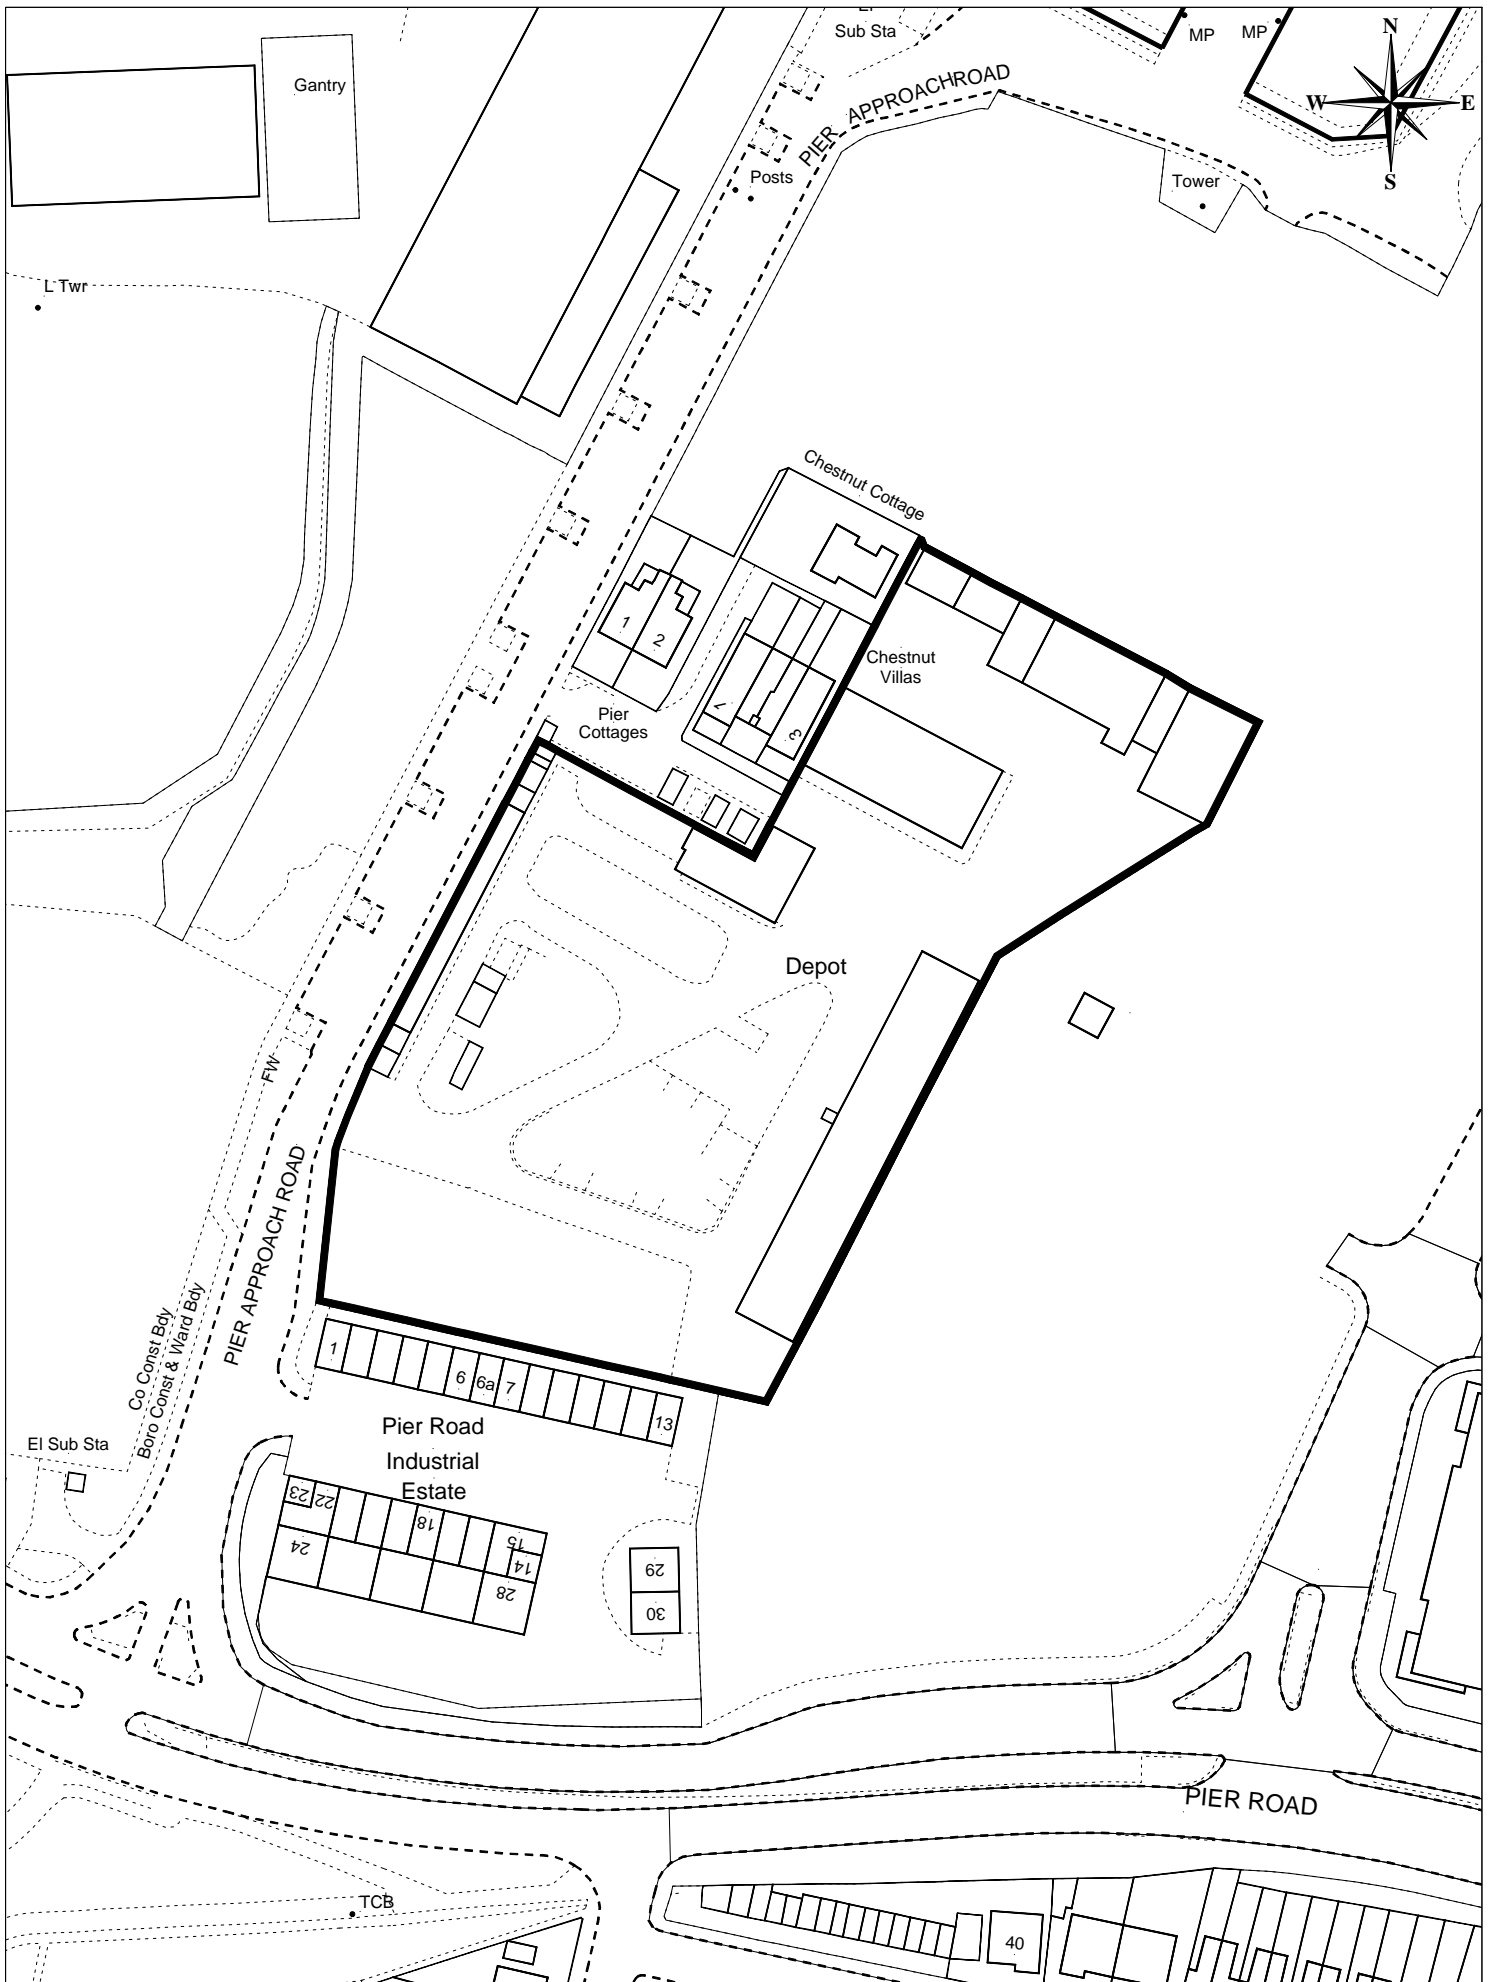 Sub Sta
MP
MP
N
W
E
S
Gantry
PIER APPROACHROAD
Posts
Tower
L Twr
Chestnut Cottage
1
2
Chestnut
Villas
Pier
Cottages
7
3
Depot
FW
PIER APPROACH ROAD
Co Const Bdy
Boro Const & Ward Bdy
1
6
6a
7
13
Pier Road
Industrial
Estate
El Sub Sta
23
22
18
15
14
24
28
29
30
PIER ROAD
TCB
40